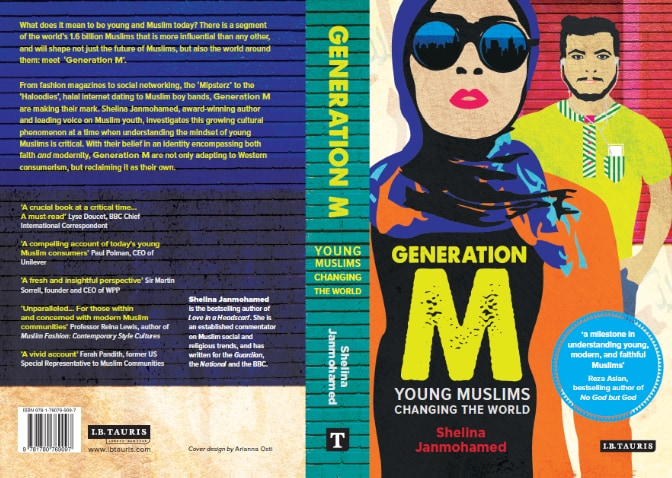 What does it mean to be young and Muslim today? There is a segment
of the world's 1.6 billion Muslims that is more influential than any other,
and will shape not just the future of Muslims, but also the world around
them: meet 'Generation M'.
From fashion magazines to social networking, the 'Mipsterz' to the
'Haloodies', halal internet dating to Muslim boy bands, Generation M
are making their mark. Shelina Janmohamed, award-winning author
and leading voice on Muslim youth, investigates this growing cultural
phenomenon at a time when understanding the mindset of young
Muslims is critical. With their belief in an identity encompassing both
faith and modernity, Generation M are not only adapting to Western
consumerism, but reclaiming it as their own.
'A crucial book at a critical time...
A must-read' Lyse Doucet, BBC Chief
International Correspondent
'A compelling account of today's young
Muslim consumers' Paul Polman, CEO of
Unilever
'A fresh and insightful perspective' Sir Martin
Sorrell, founder and CEO of WPP
'Unparalleled... For those within
and concerned with modern Muslim
communities' Professor Reina Lewis, author of
Muslim Fashion: Contemporary Style Cultures
'A vivid account' Farah Pandith, former US
Special Representative to Muslim Communities
Shelina Janmohamed
is the bestselling author of
Love in a Headscarf. She is
an established commentator
on Muslim social and
religious trends, and has
written for the Guardian,
the National and the BBC.
ISBN 978-1-78076-909-7
9 781780 769097
I.B.TAURIS
www.ibtauris.com
Cover design by Arianna Osti
GENERATION M
YOUNG
MUSLIMS
CHANGING
THE WORLD
Shelina
Janmohamed
T
GENERATION
M
YOUNG MUSLIMS
CHANGING THE WORLD
Shelina
Janmohamed
'a milestone in
understanding young,
modern, and faithful
Muslims'
Reza Aslan,
bestselling author of
No God but God
I.B.TAURIS